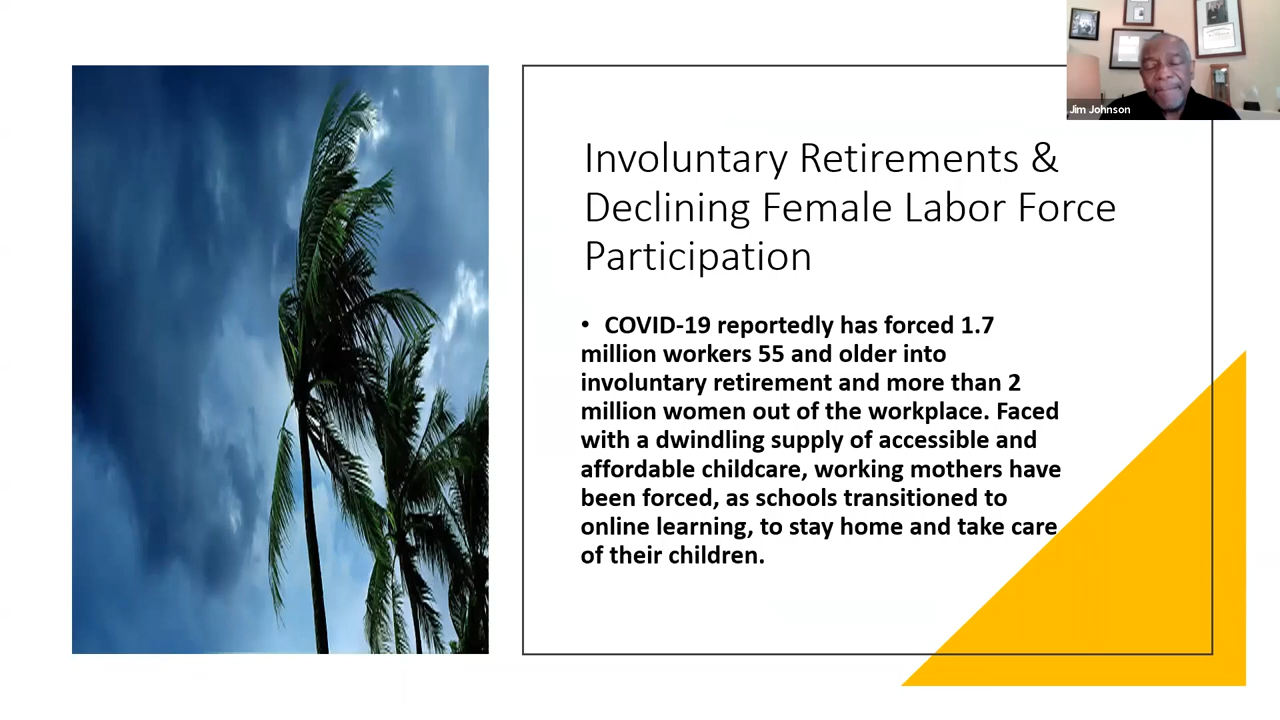 Jim Johnson
Involuntary Retirements &
Declining Female Labor Force
Participation
• COVID-19 reportedly has forced 1.7
million workers 55 and older into
involuntary retirement and more than 2
million women out of the workplace. Faced
with a dwindling supply of accessible and
affordable childcare, working mothers have
been forced, as schools transitioned to
online learning, to stay home and take care
of their children.